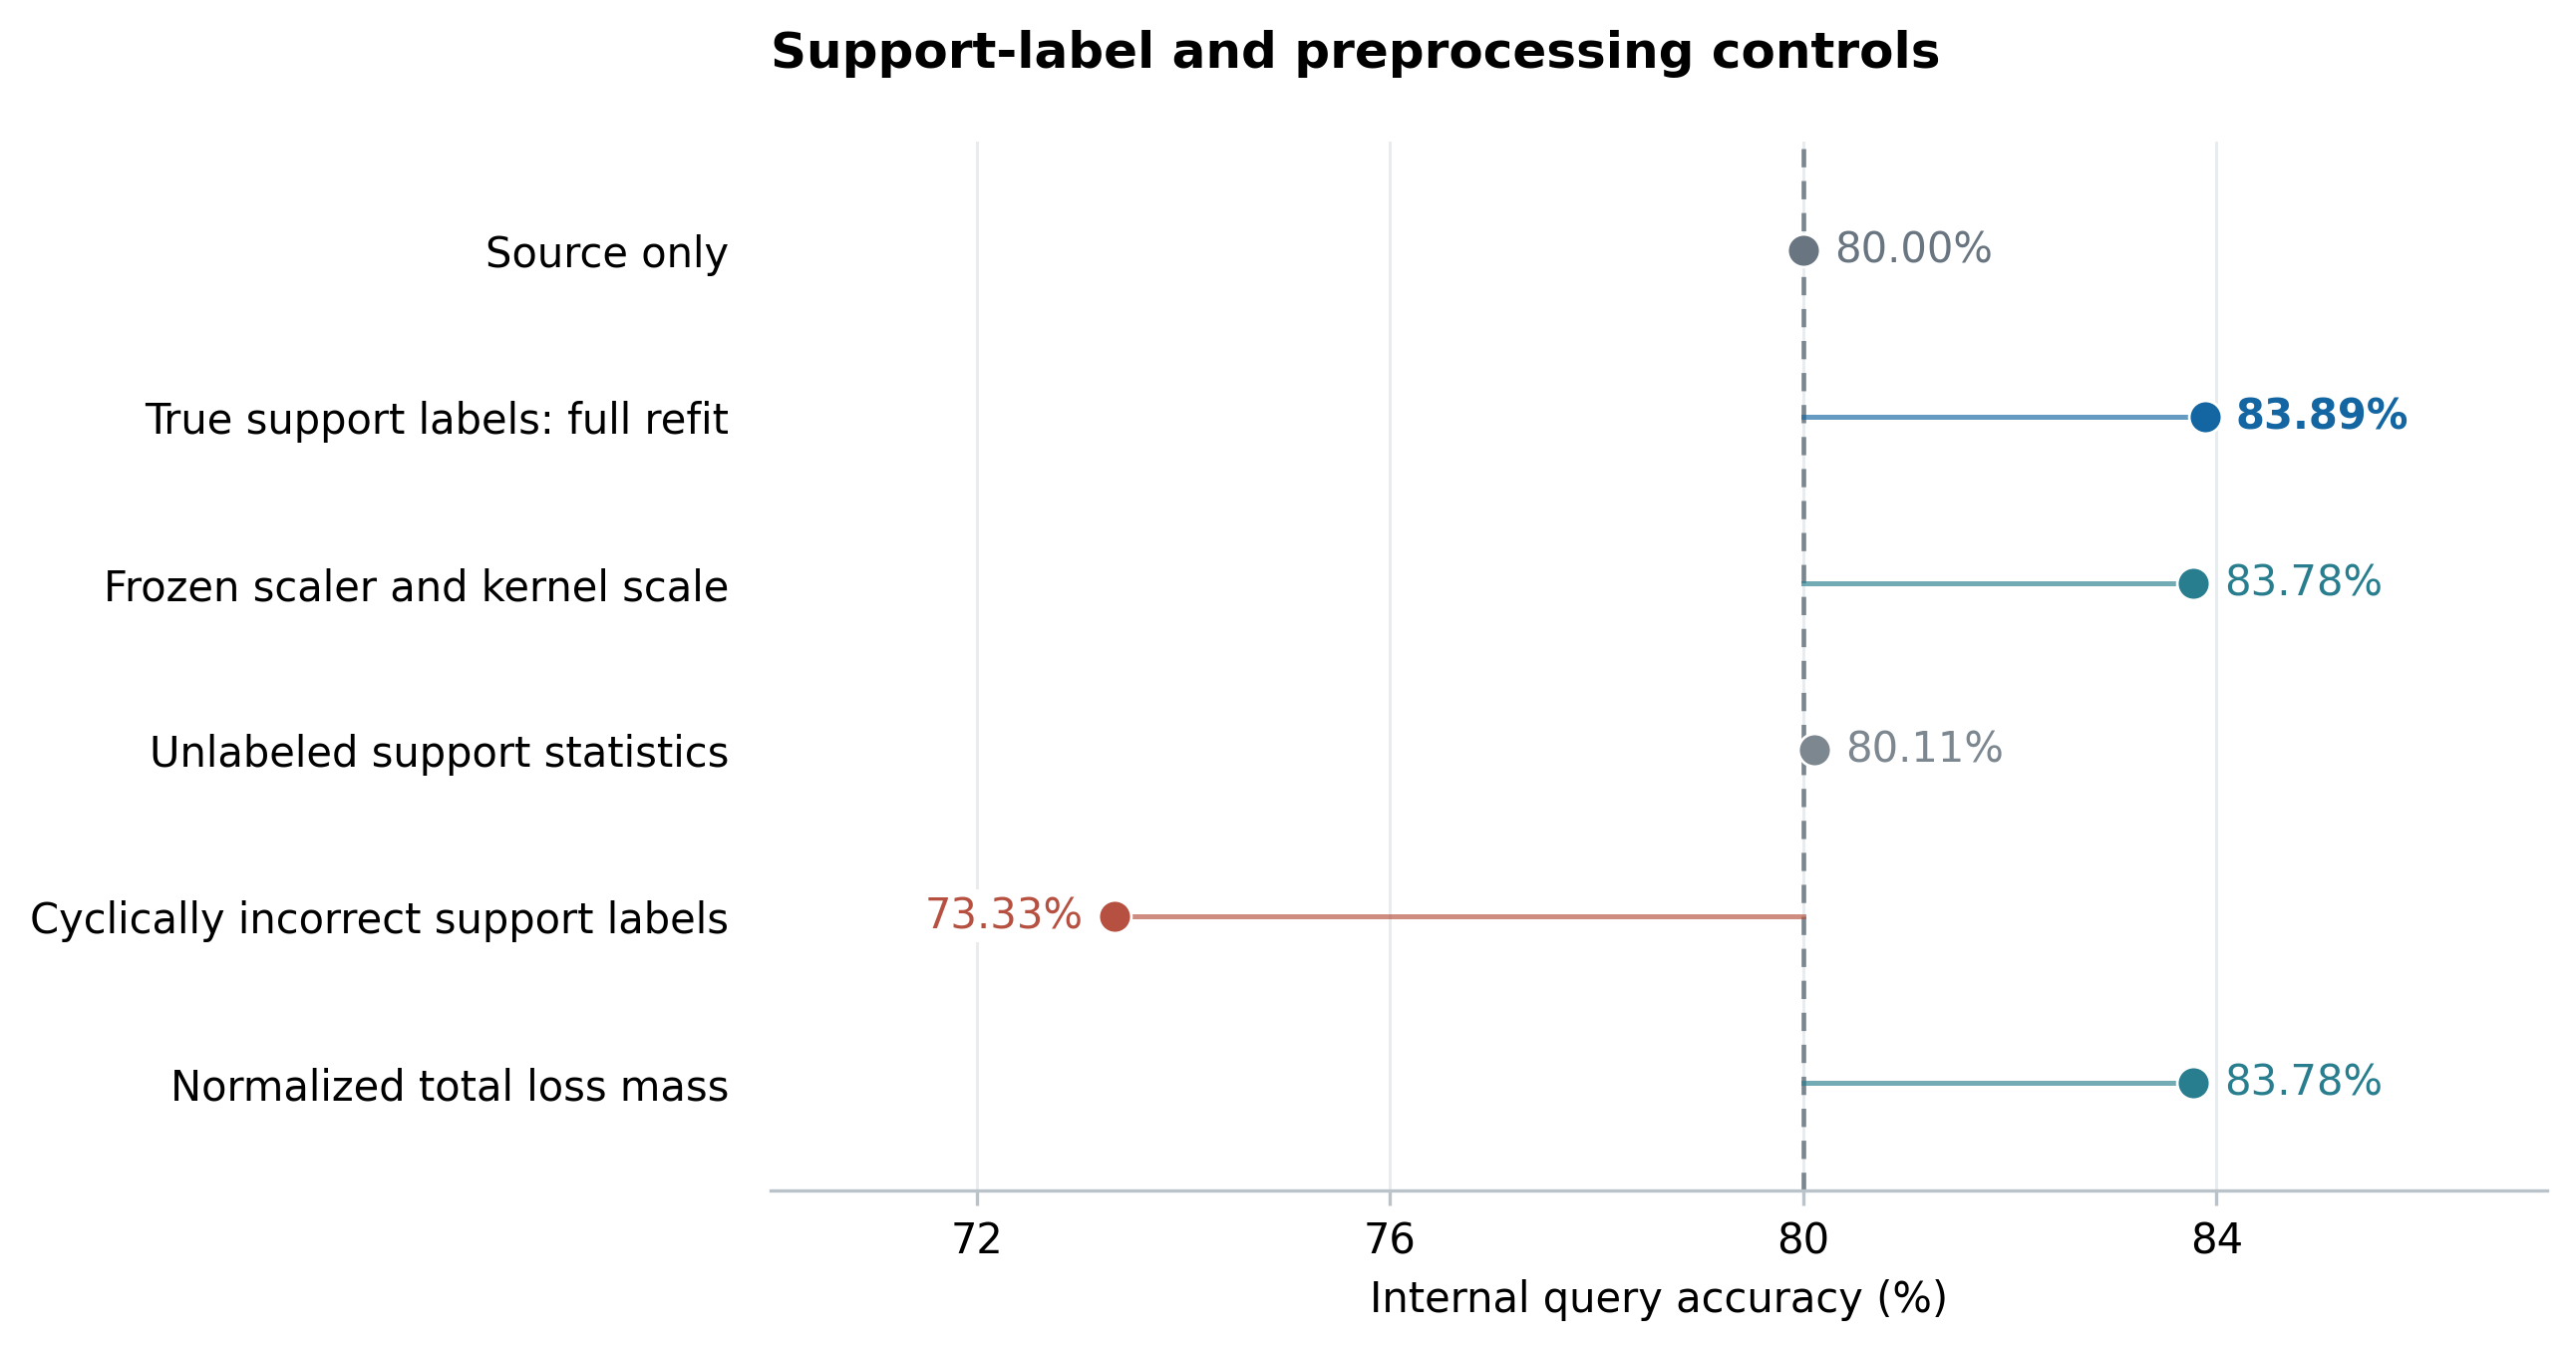 Support-label and preprocessing controls
Source only
80.00%
True support labels: full refit
83.89%
Frozen scaler and kernel scale
83.78%
Unlabeled support statistics
80.11%
Cyclically incorrect support labels
73.33%
Normalized total loss mass
83.78%
72
76
80
84
Internal query accuracy (%)